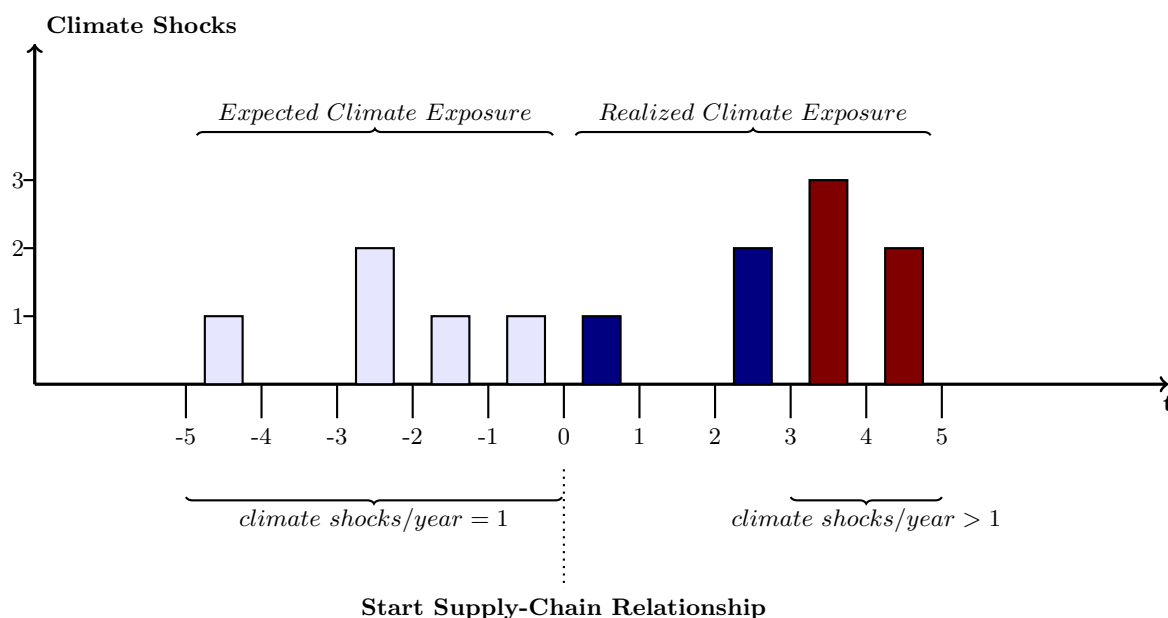 Climate Shocks
Expected Climate Exposure
Realized Climate Exposure
3
2
1
t
-5 -4 -3 -2 -1 0 1 2 3 4 5
climate shocks/year = 1
climate shocks/year > 1
Start Supply-Chain Relationship